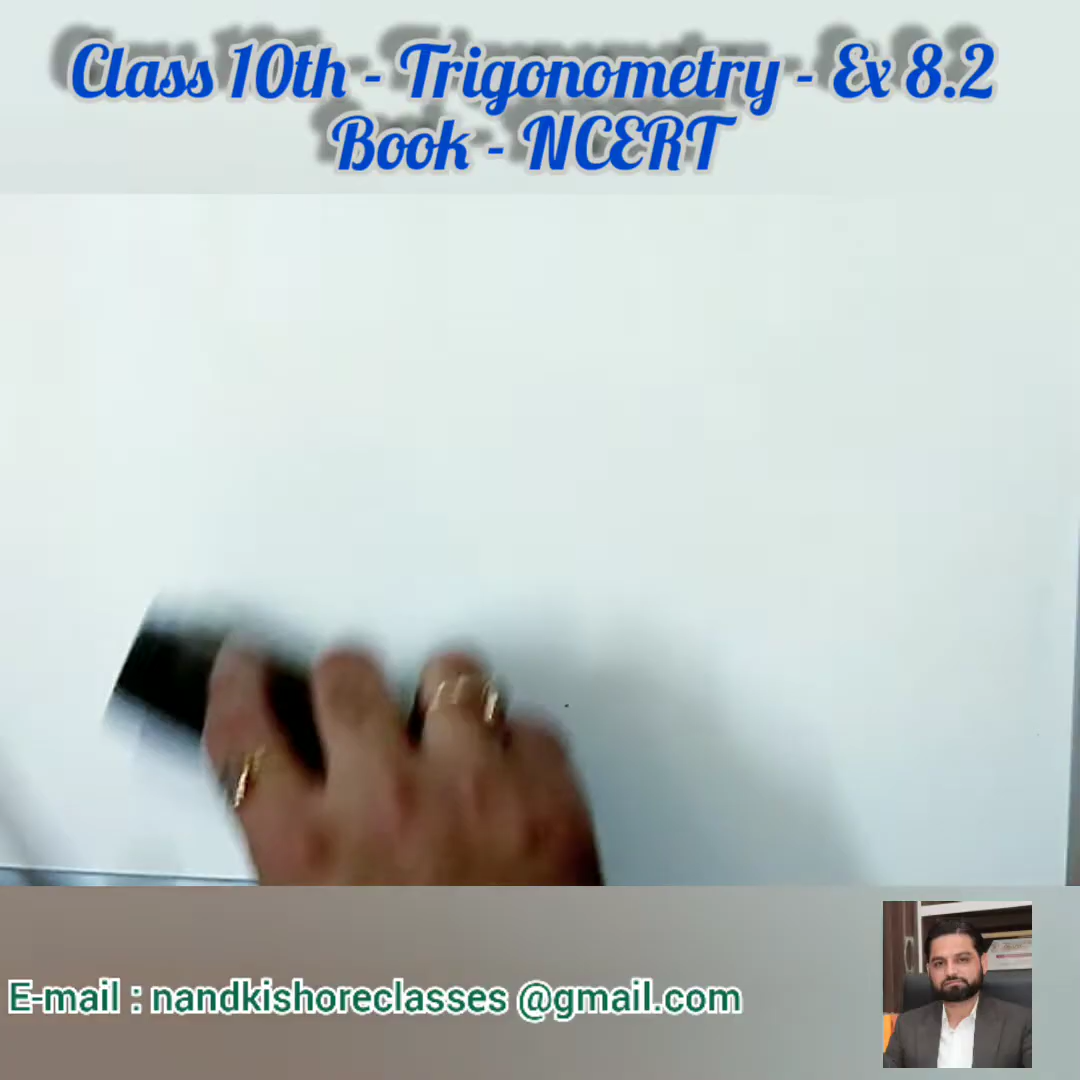 Class 10th - Trigonometry - Ex 8.2
Book - NCERT
E-mail : nandkishoreclasses @gmail.com